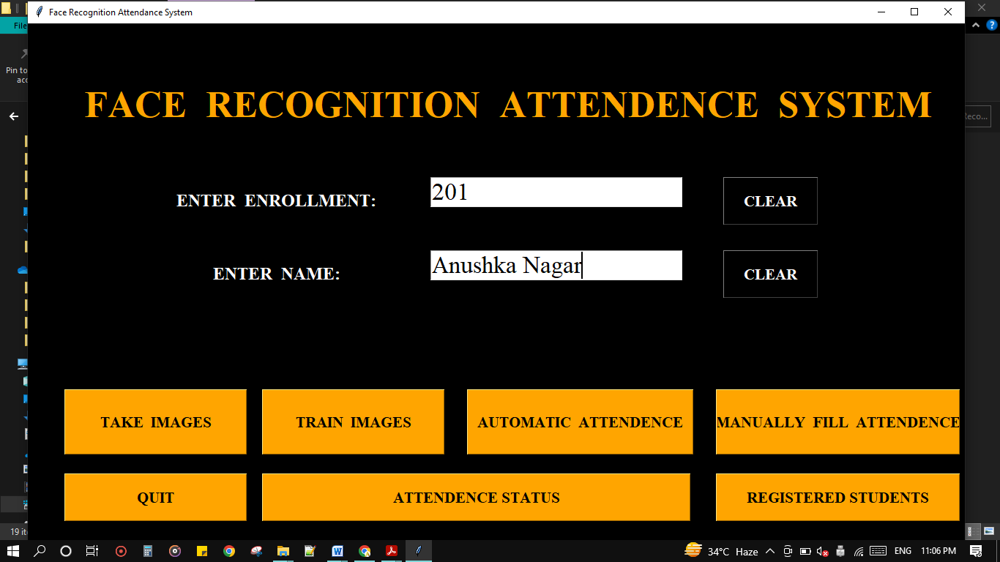 Face Recognition Attendance System
File
Pin to
acc
Reco...
FACE RECOGNITION ATTENDENCE SYSTEM
ENTER ENROLLMENT:
201
CLEAR
ENTER NAME:
Anushka Nagar
CLEAR
TAKE IMAGES
TRAIN IMAGES
AUTOMATIC ATTENDENCE
MANUALLY FILL ATTENDENCE
QUIT
ATTENDENCE STATUS
REGISTERED STUDENTS
19 it
34°C Haze
ENG
11:06 PM